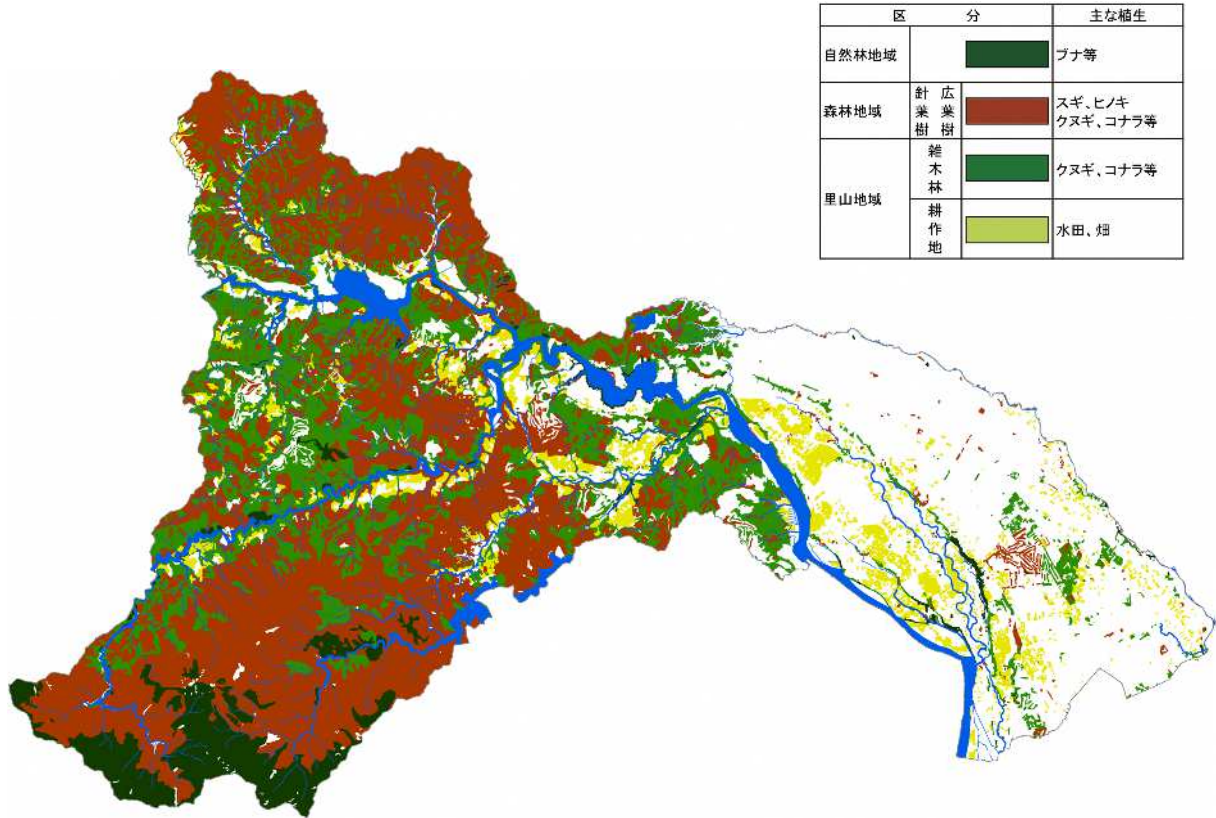 区 分 主な植生
自然林地域 ブナ等
森林地域 針葉樹 広葉樹 スギ、ヒノキ
クヌギ、コナラ等
里山地域 雑木林 クヌギ、コナラ等
耕作地 水田、畑